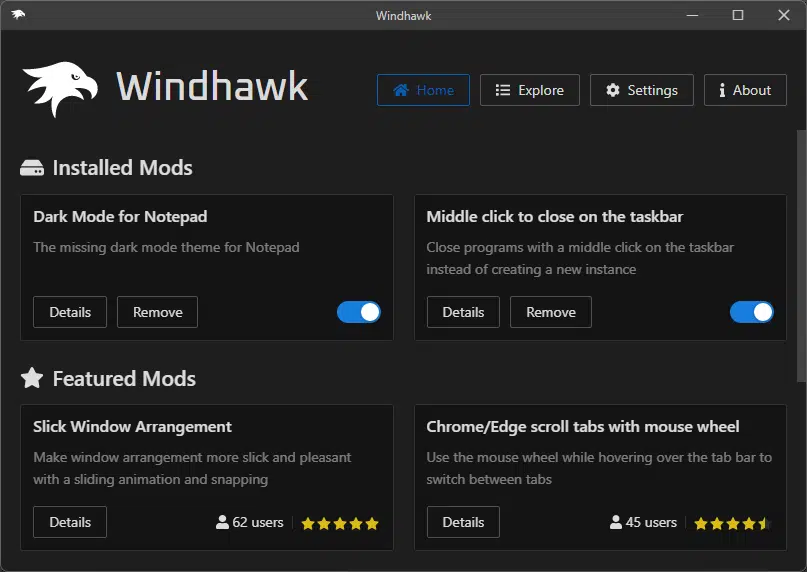 Windhawk
Windhawk
Home
Explore
Settings
About
Installed Mods
Dark Mode for Notepad
The missing dark mode theme for Notepad
Details
Remove
Middle click to close on the taskbar
Close programs with a middle click on the taskbar
instead of creating a new instance
Details
Remove
Featured Mods
Slick Window Arrangement
Make window arrangement more slick and pleasant
with a sliding animation and snapping
Details
62 users
Chrome/Edge scroll tabs with mouse wheel
Use the mouse wheel while hovering over the tab bar to
switch between tabs
Details
45 users